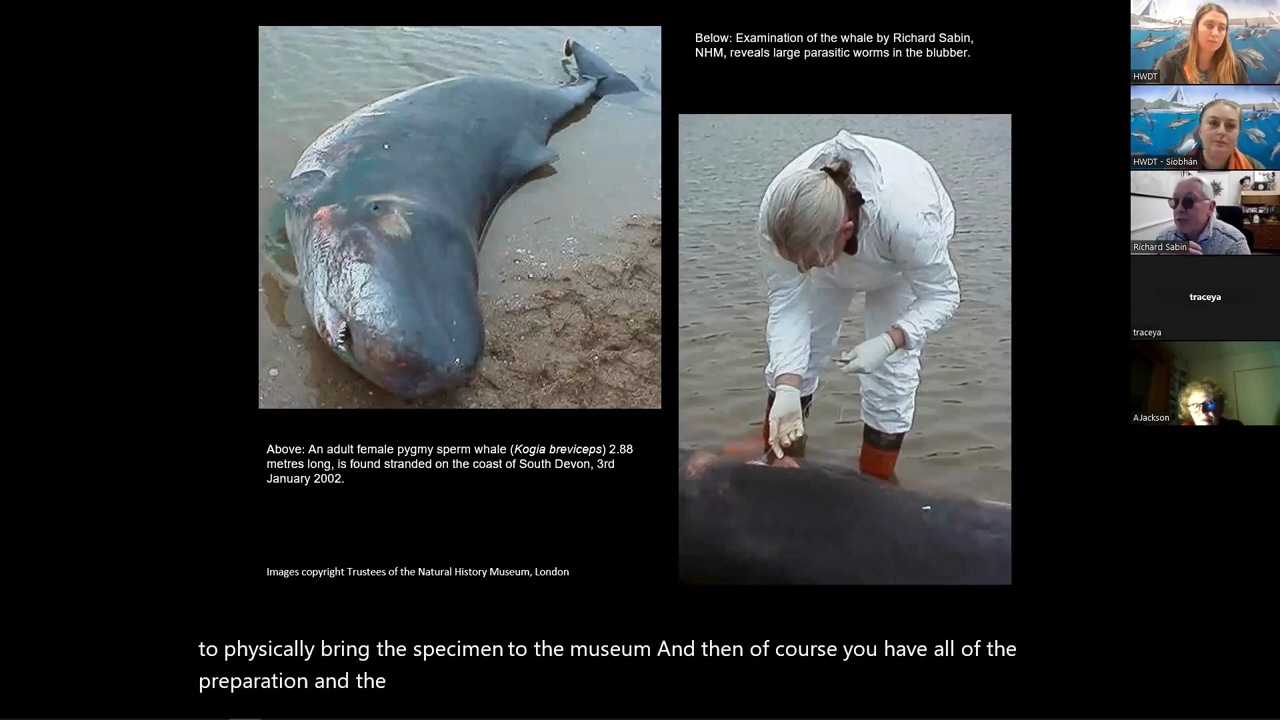 Below: Examination of the whale by Richard Sabin,
NHM, reveals large parasitic worms in the blubber.
Above: An adult female pygmy sperm whale (Kogia breviceps) 2.88
metres long, is found stranded on the coast of South Devon, 3rd
January 2002.
Images copyright Trustees of the Natural History Museum, London
to physically bring the specimen to the museum And then of course you have all of the
preparation and the
HWDT
HWDT - Siobhán
Richard Sabin
traceya
traceya
AJackson